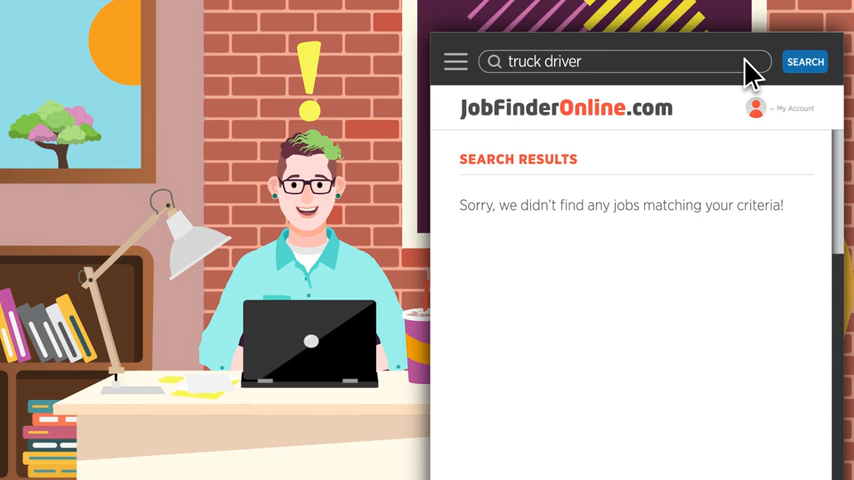 truck driver
SEARCH
JobFinderOnline.com
My Account
SEARCH RESULTS
Sorry, we didn't find any jobs matching your criteria!